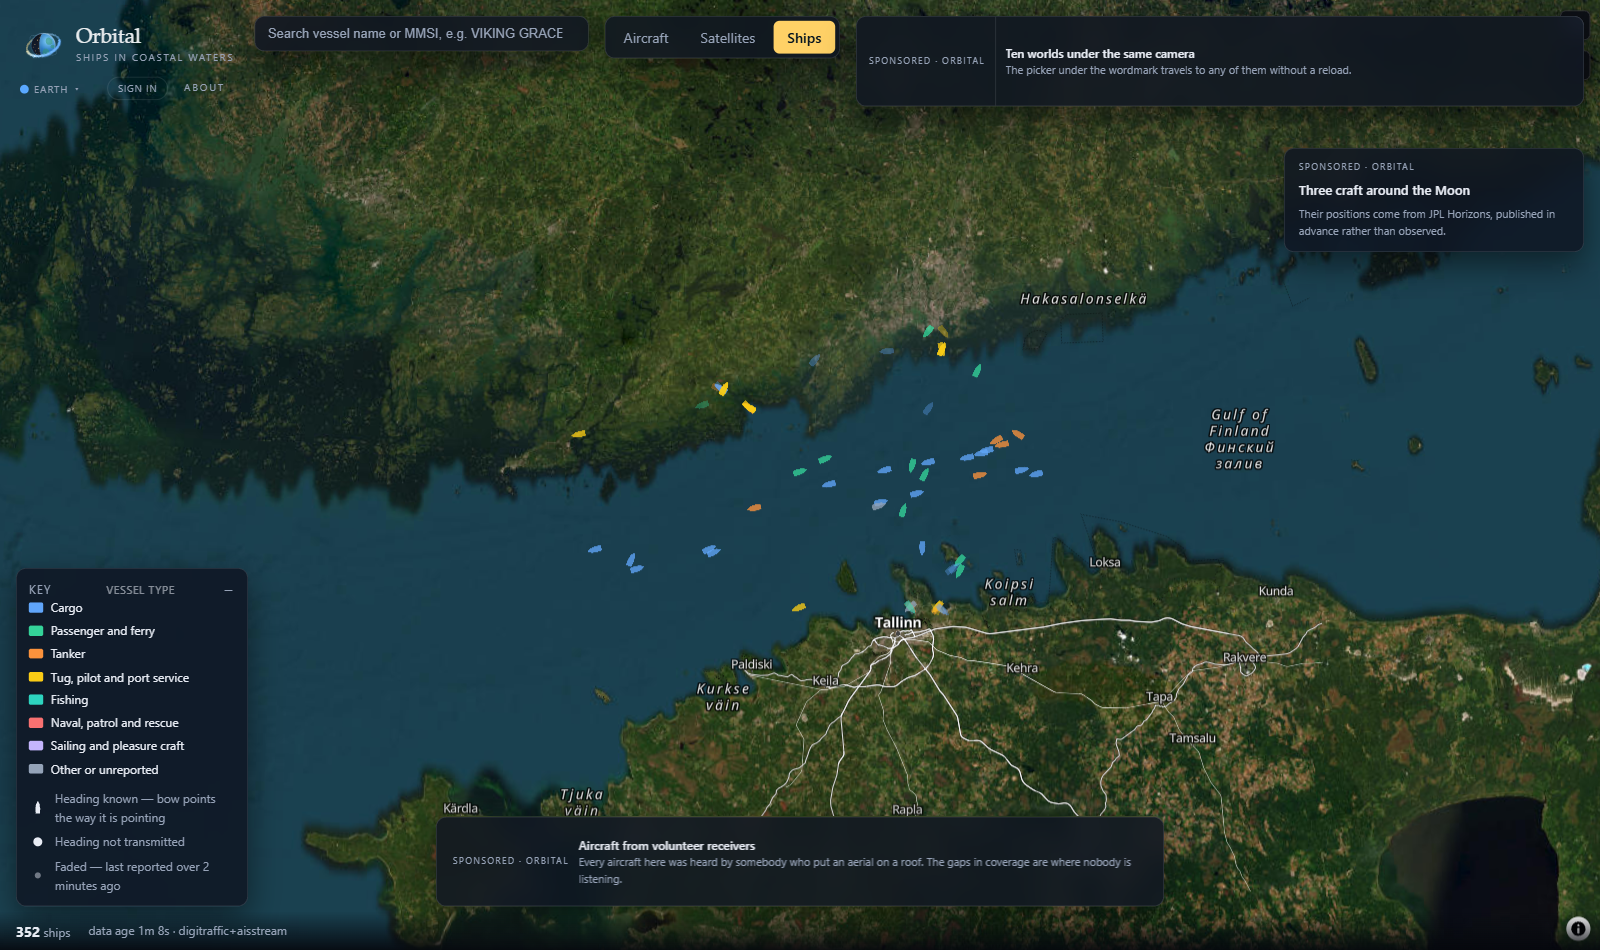 Orbital
SHIPS IN COASTAL WATERS
EARTH
SIGN IN
ABOUT
Search vessel name or MMSI, e.g. VIKING GRACE
Aircraft
Satellites
Ships
SPONSORED · ORBITAL
Ten worlds under the same camera
The picker under the wordmark travels to any of them without a reload.
SPONSORED · ORBITAL
Three craft around the Moon
Their positions come from JPL Horizons, published in
advance rather than observed.
Hakasalonselkä
Gulf of
Finland
Финский
залив
Loksa
Koipsi
salm
Kunda
Tallinn
Paldiski
Keila
Kehra
Rakvere
Kurkse
väin
Tapa
Tamsalu
Tjuka
väin
Kärdla
Rapla
KEY
VESSEL TYPE
Cargo
Passenger and ferry
Tanker
Tug, pilot and port service
Fishing
Naval, patrol and rescue
Sailing and pleasure craft
Other or unreported
Heading known — bow points
the way it is pointing
Heading not transmitted
Faded — last reported over 2
minutes ago
SPONSORED · ORBITAL
Aircraft from volunteer receivers
Every aircraft here was heard by somebody who put an aerial on a roof. The gaps in coverage are where nobody is
listening.
352 ships
data age 1m 8s · digitraffic+aisstream